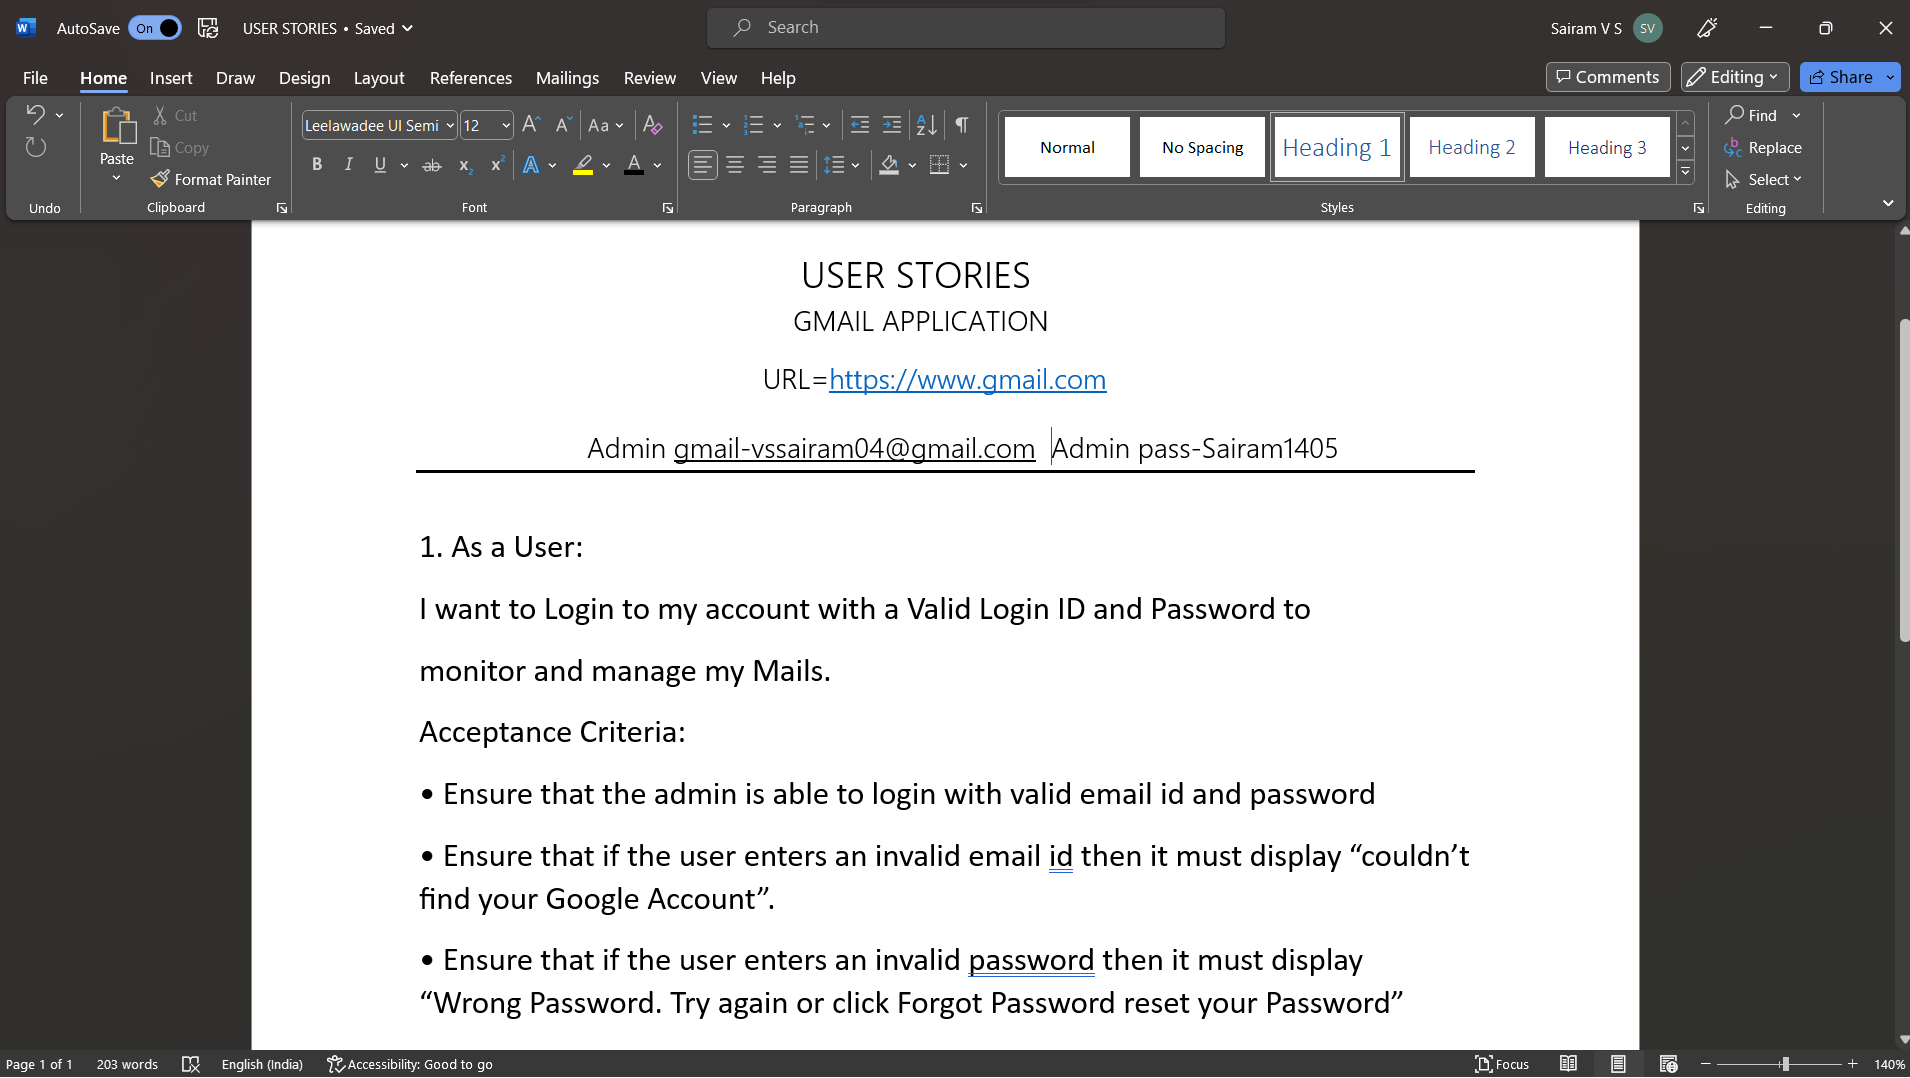 AutoSave On USER STORIES • Saved Search Sairam V S SV
File Home Insert Draw Design Layout References Mailings Review View Help Comments Editing Share
Cut
Copy
Paste
Format Painter
Leelawadee UI Semi 12 Aa
B I U ab x₂ x² A A
Normal No Spacing Heading 1 Heading 2 Heading 3
Find
Replace
Select
Undo Clipboard Font Paragraph Styles Editing
USER STORIES
GMAIL APPLICATION
URL=https://www.gmail.com
Admin gmail-vssairam04@gmail.com Admin pass-Sairam1405
1. As a User:
I want to Login to my account with a Valid Login ID and Password to
monitor and manage my Mails.
Acceptance Criteria:
• Ensure that the admin is able to login with valid email id and password
• Ensure that if the user enters an invalid email id then it must display “couldn’t
find your Google Account”.
• Ensure that if the user enters an invalid password then it must display
“Wrong Password. Try again or click Forgot Password reset your Password”
Page 1 of 1 203 words English (India) Accessibility: Good to go Focus 140%